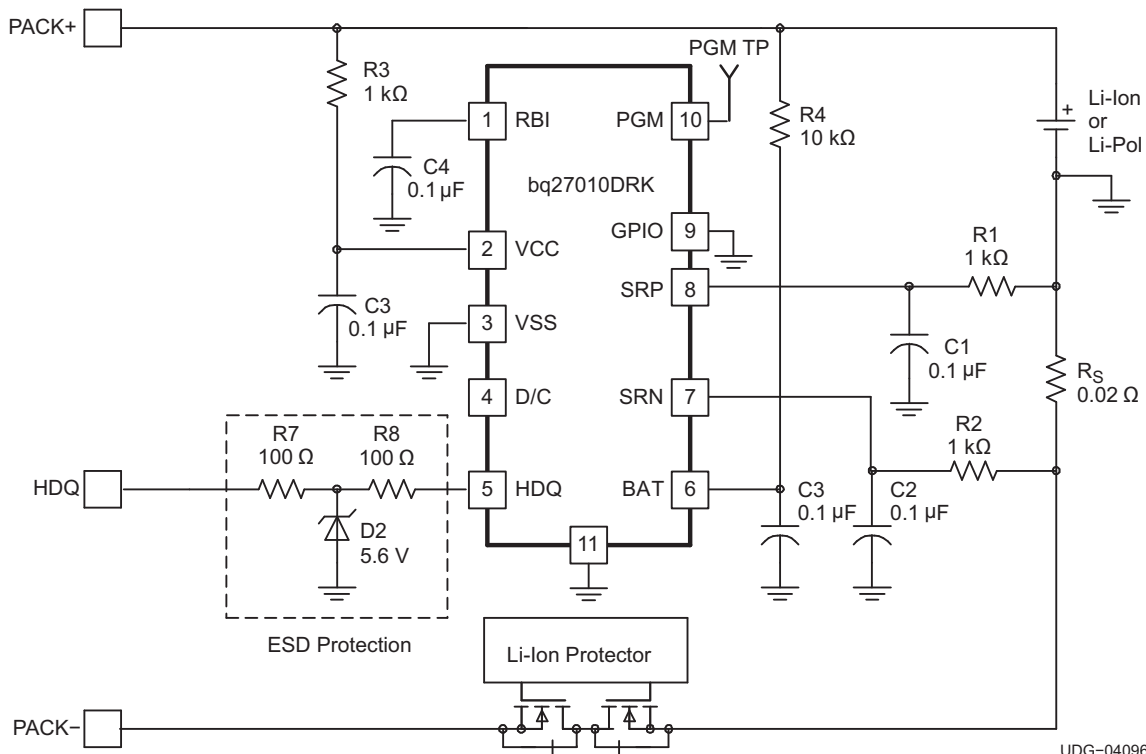 PACK+
R3
1 kΩ
PGM TP
R4
10 kΩ
+
Li-Ion
or
Li-Pol
1
RBI
PGM
10
C4
0.1 μF
bq27010DRK
GPIO
9
R1
1 kΩ
2
VCC
SRP
8
C3
0.1 μF
3
VSS
C1
0.1 μF
RS
0.02 Ω
4
D/C
SRN
7
R2
1 kΩ
R7
100 Ω
R8
100 Ω
HDQ
5
HDQ
BAT
6
C3
0.1 μF
C2
0.1 μF
D2
5.6 V
11
ESD Protection
Li-Ion Protector
PACK−
UDG−04096